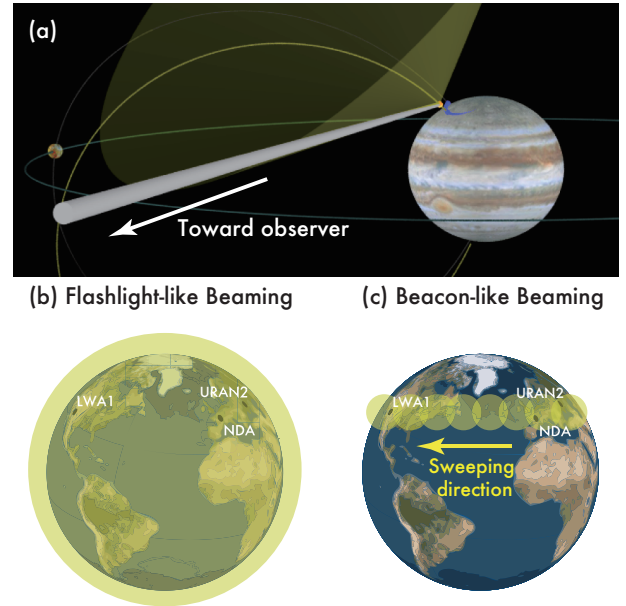 (a)
Toward observer
(b) Flashlight-like Beaming
(c) Beacon-like Beaming
LWA1
URAN2
NDA
LWA1
URAN2
NDA
Sweeping
direction